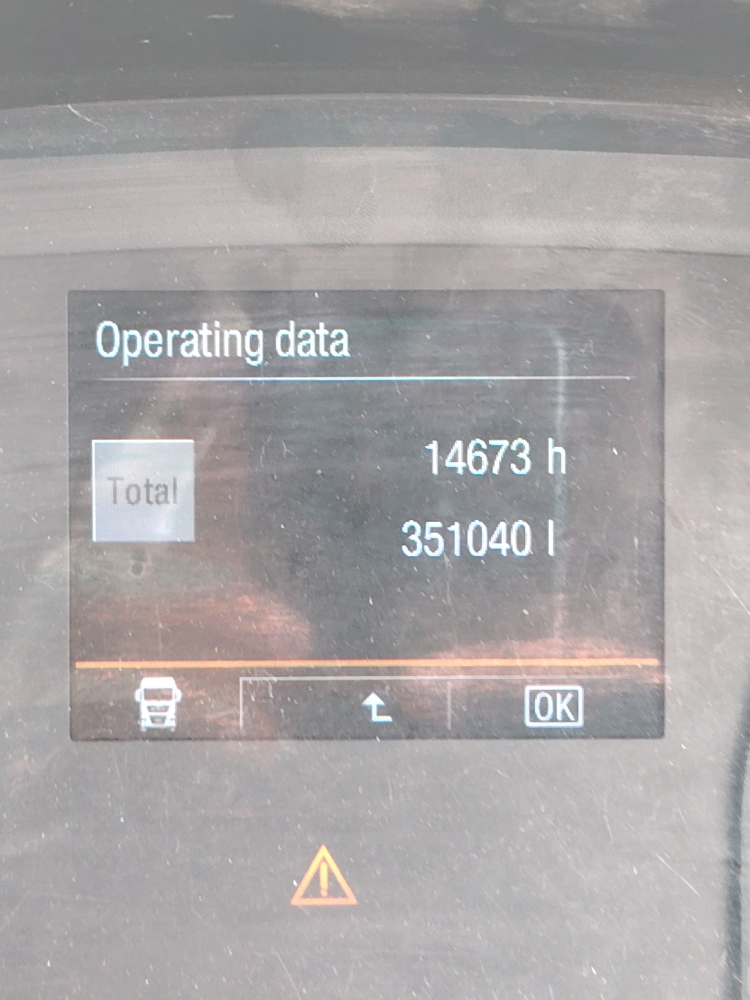 Operating data
14673 h
Total
351040 l
OK